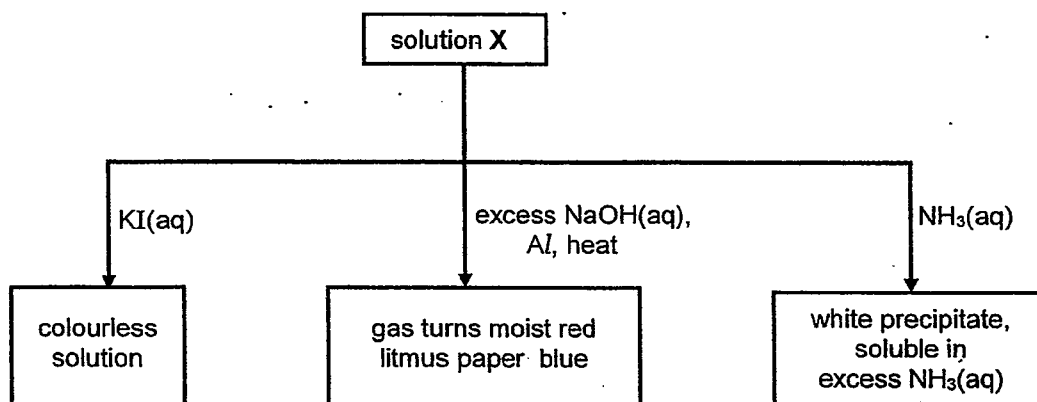 solution X
KI(aq)
excess NaOH(aq),
Al, heat
NH₃(aq)
colourless
solution
gas turns moist red
litmus paper blue
white precipitate,
soluble in
excess NH₃(aq)